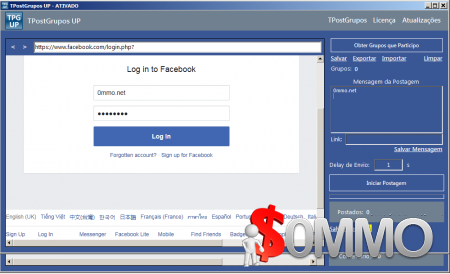 TPostGrupos UP - ATIVADO
TPG UP
TPostGrupos UP
TPostGrupos Licença Atualizações
< > https://www.facebook.com/login.php?
Obter Grupos que Participo
Salvar Exportar Importar Limpar
Grupos: 0
Mensagem da Postagem
0mmo.net
Link:
Salvar Mensagem
Delay de Envio: 1 s
Iniciar Postagem
Postados: 0
Log in to Facebook
0mmo.net
••••••••
Log In
Forgotten account? · Sign up for Facebook
English (UK) Tiếng Việt 中文(台灣) 한국어 日本語 Français (France) ภาษาไทย Español Deutsch
Sign Up Log In Messenger Facebook Lite Mobile Find Friends
$0MMO